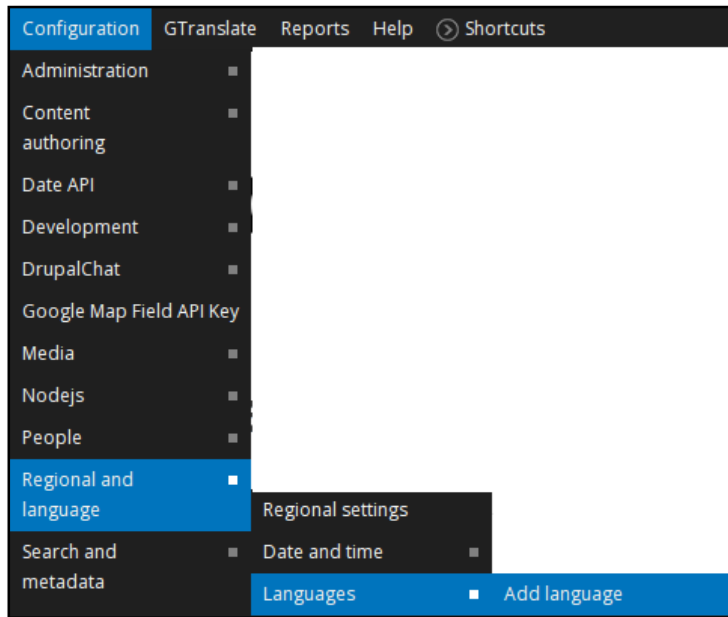 Configuration GTranslate Reports Help Shortcuts
Administration
Content
authoring
Date API
Development
DrupalChat
Google Map Field API Key
Media
Nodejs
People
Regional and
language
Regional settings
Search and
metadata
Date and time
Languages Add language